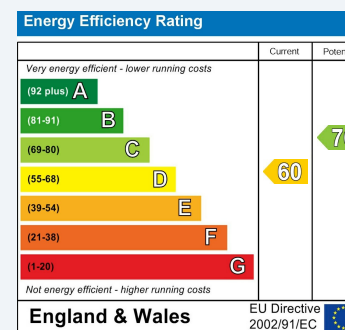 Energy Efficiency Rating
Current
Very energy efficient - lower running costs
(92 plus) A
(81-91) B
(69-80) C
(55-68) D
60
(39-54) E
(21-38) F
(1-20) G
Not energy efficient - higher running costs
England & Wales
EU Directive
2002/91/EC